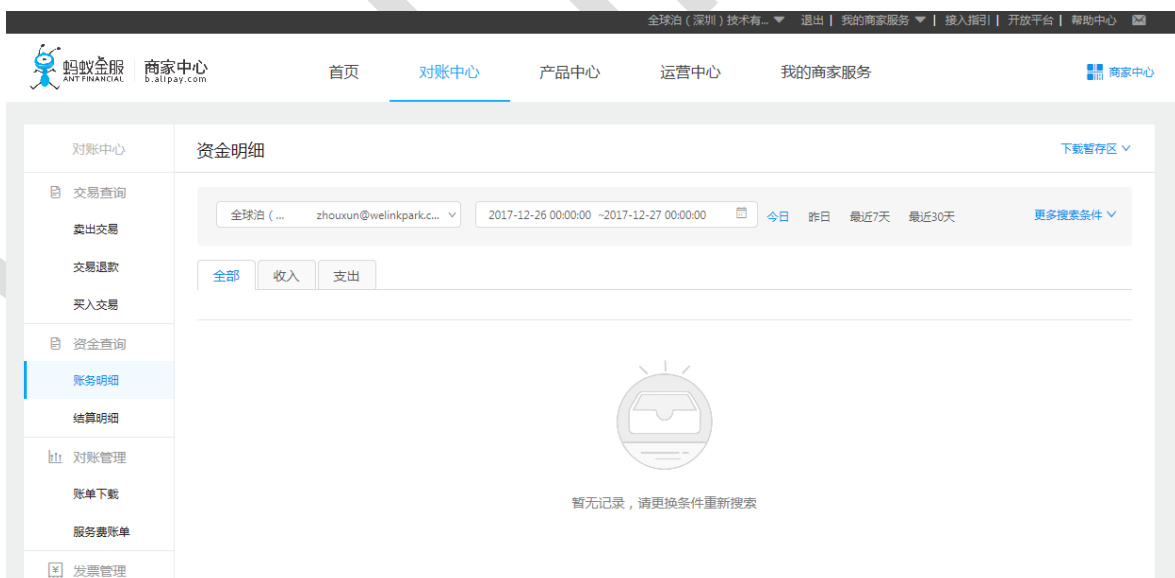 全球泊(深圳)技术有... 退出 | 我的商家服务 | 接入指引 | 开放平台 | 帮助中心
蚂蚁金服 ANT FINANCIAL 商家中心 b.alipay.com 首页 对账中心 产品中心 运营中心 我的商家服务 商家中心
对账中心
资金明细 下载暂存区
交易查询
卖出交易
交易退款
买入交易
资金查询
账务明细
结算明细
对账管理
账单下载
服务费账单
发票管理
全球泊 ( ... zhouxun@welinkpark.c... 2017-12-26 00:00:00 ~2017-12-27 00:00:00 今日 昨日 最近7天 最近30天 更多搜索条件
全部 收入 支出
暂无记录,请更换条件重新搜索